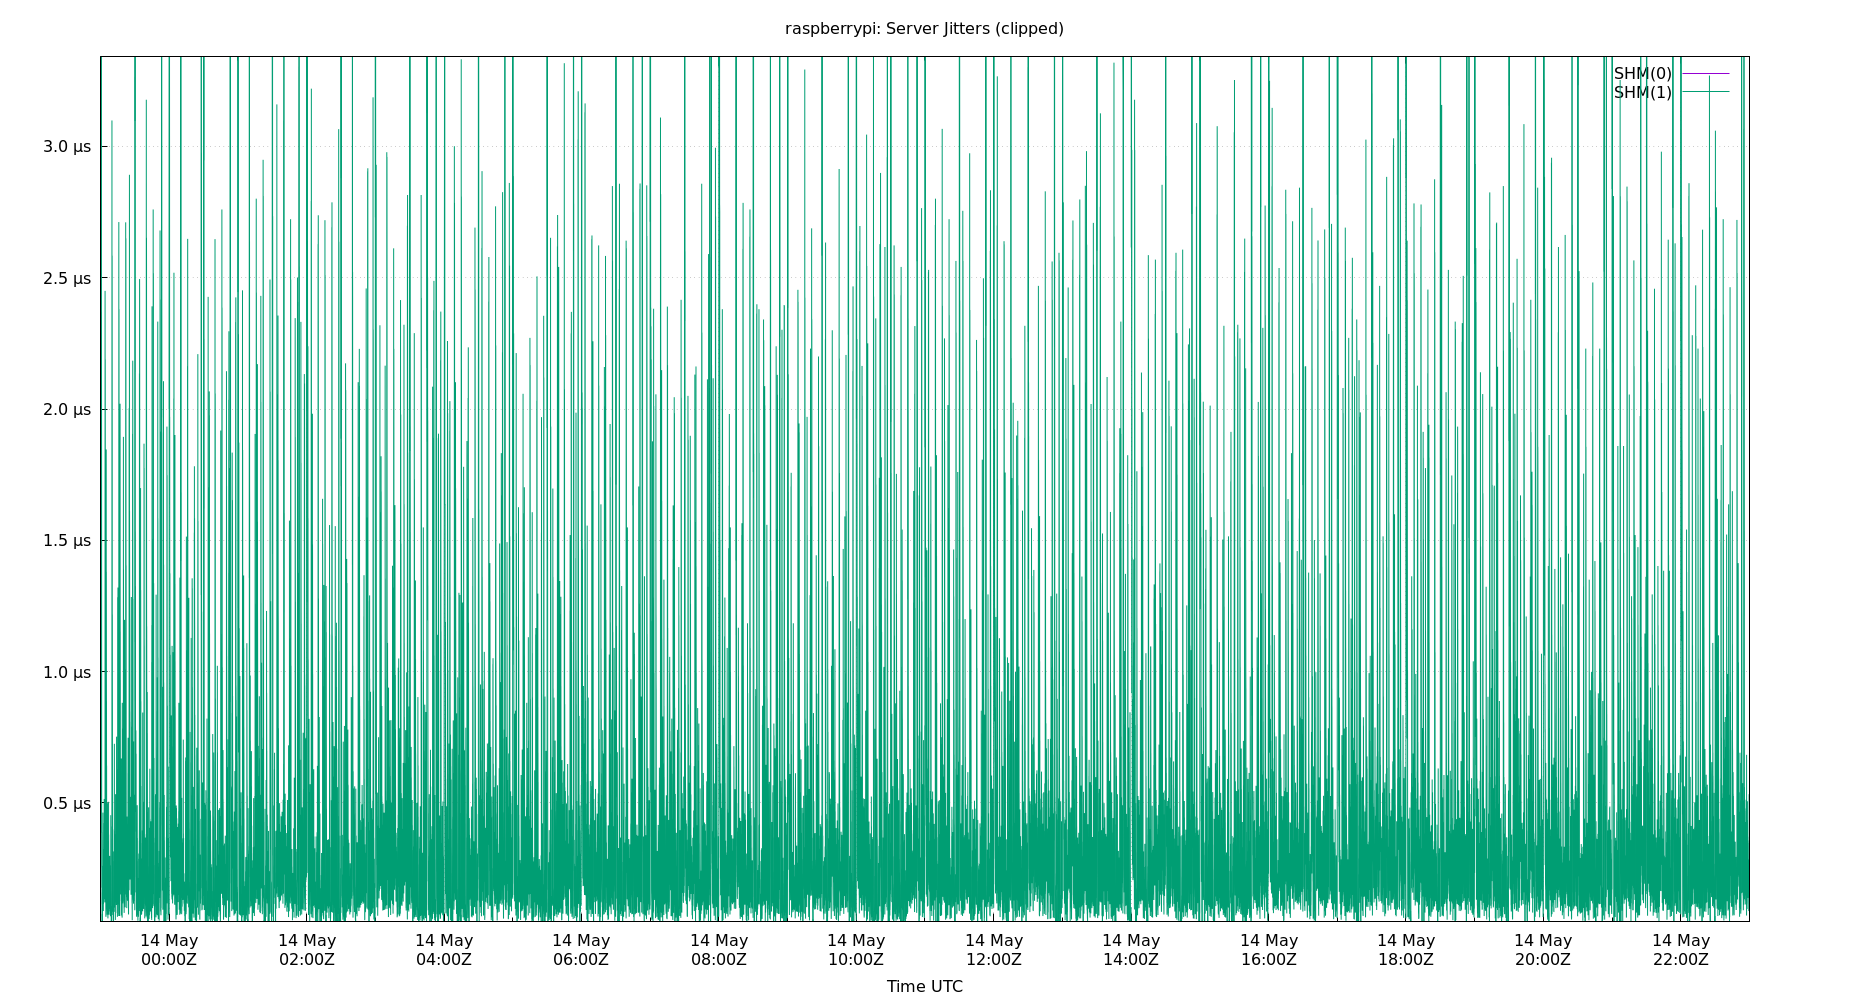 raspberrypi: Server Jitters (clipped)
SHM(0)
SHM(1)
3.0 µs
2.5 µs
2.0 µs
1.5 µs
1.0 µs
0.5 µs
14 May 14 May 14 May 14 May 14 May 14 May 14 May 14 May 14 May 14 May 14 May 14 May
00:00Z 02:00Z 04:00Z 06:00Z 08:00Z 10:00Z 12:00Z 14:00Z 16:00Z 18:00Z 20:00Z 22:00Z
Time UTC